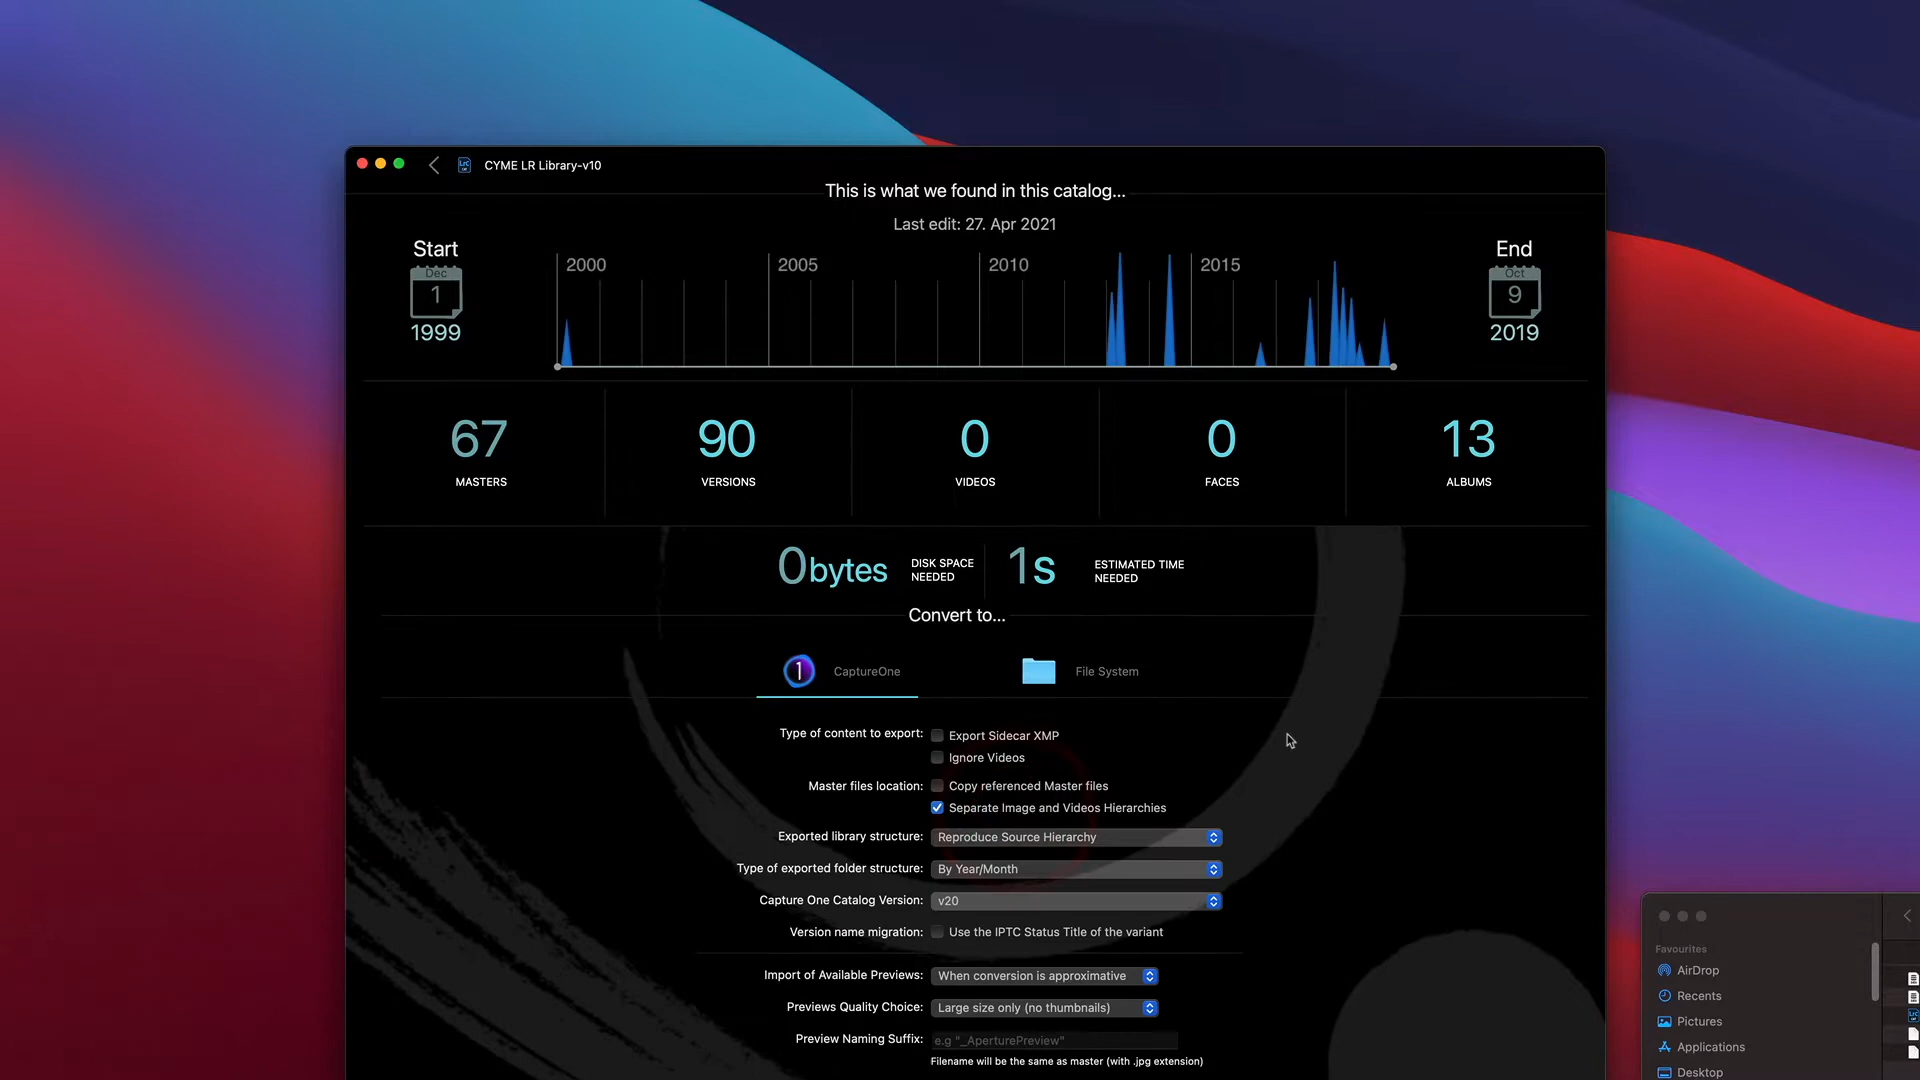 CYME LR Library-v10
This is what we found in this catalog...
Last edit: 27. Apr 2021
Start
Dec
1
1999
2000
2005
2010
2015
End
Oct
9
2019
67
MASTERS
90
VERSIONS
0
VIDEOS
0
FACES
13
ALBUMS
0bytes
DISK SPACE
NEEDED
1s
ESTIMATED TIME
NEEDED
Convert to...
CaptureOne
File System
Type of content to export:
Export Sidecar XMP
Ignore Videos
Master files location:
Copy referenced Master files
Separate Image and Videos Hierarchies
Exported library structure:
Reproduce Source Hierarchy
Type of exported folder structure:
By Year/Month
Capture One Catalog Version:
v20
Version name migration:
Use the IPTC Status Title of the variant
Import of Available Previews:
When conversion is approximative
Previews Quality Choice:
Large size only (no thumbnails)
Preview Naming Suffix:
e.g "_AperturePreview"
Filename will be the same as master (with .jpg extension)
Favourites
AirDrop
Recents
Pictures
Applications
Desktop